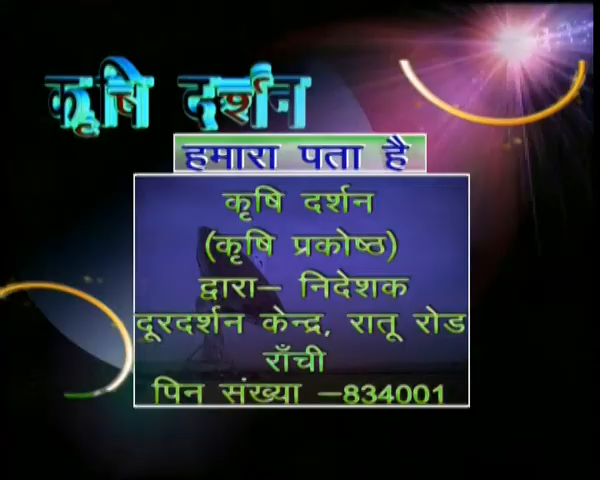 कृषि दर्शन
हमारा पता है
कृषि दर्शन
(कृषि प्रकोष्ठ)
द्वारा– निदेशक
दूरदर्शन केन्द्र, रातू रोड
राँची
पिन संख्या –834001